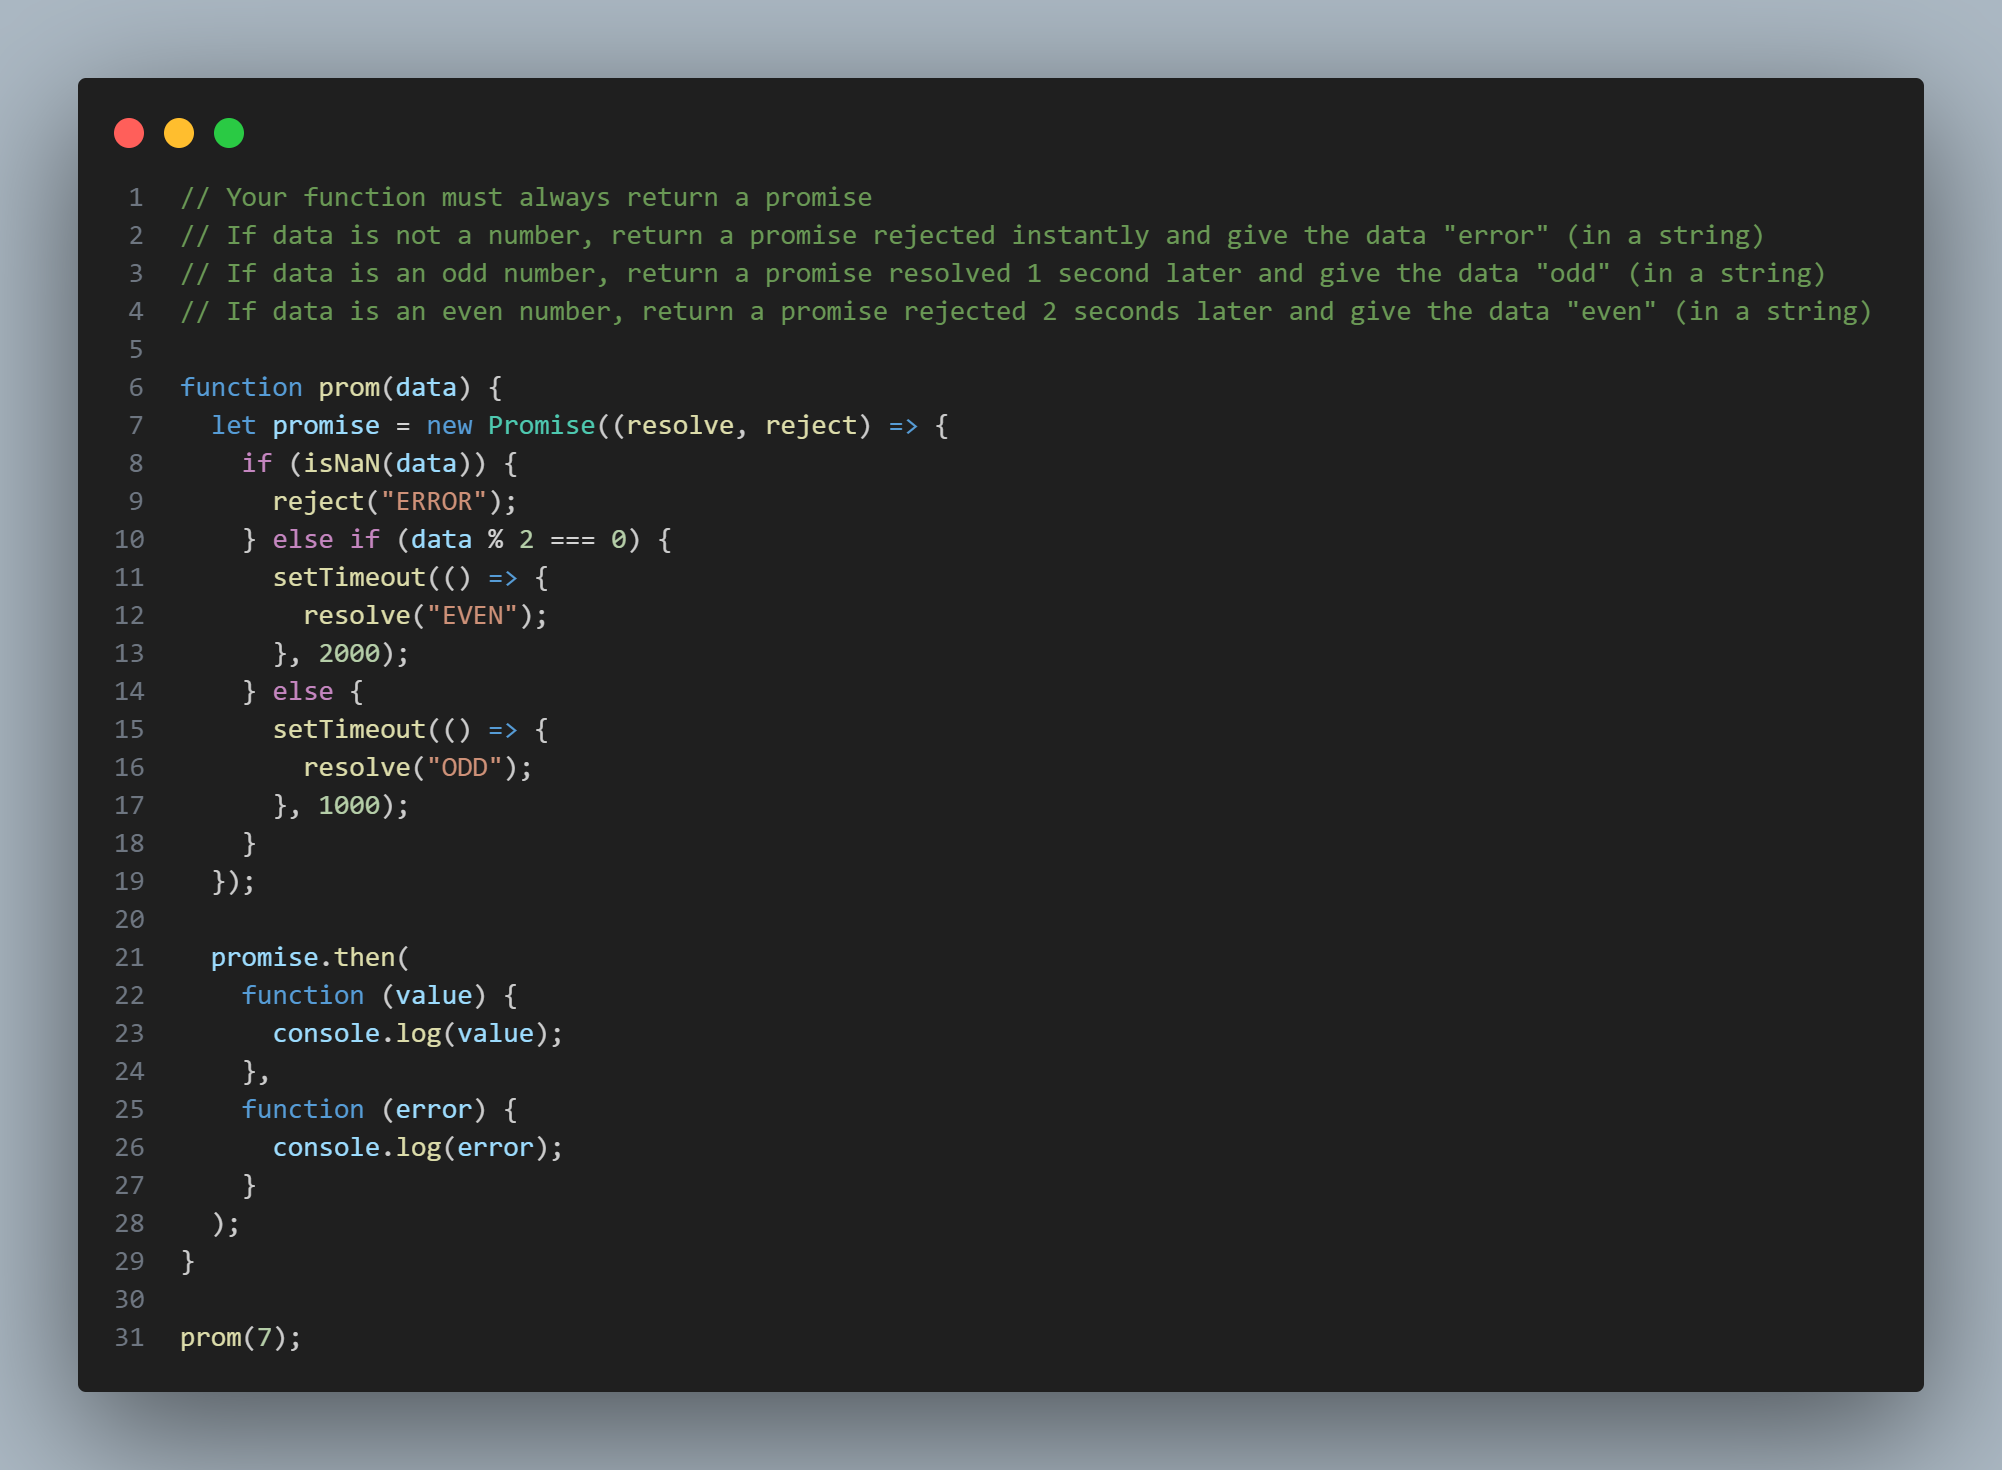 1 // Your function must always return a promise
2 // If data is not a number, return a promise rejected instantly and give the data "error" (in a string)
3 // If data is an odd number, return a promise resolved 1 second later and give the data "odd" (in a string)
4 // If data is an even number, return a promise rejected 2 seconds later and give the data "even" (in a string)
5
6 function prom(data) {
7   let promise = new Promise((resolve, reject) => {
8     if (isNaN(data)) {
9       reject("ERROR");
10     } else if (data % 2 === 0) {
11       setTimeout(() => {
12         resolve("EVEN");
13       }, 2000);
14     } else {
15       setTimeout(() => {
16         resolve("ODD");
17       }, 1000);
18     }
19   });
20
21   promise.then(
22     function (value) {
23       console.log(value);
24     },
25     function (error) {
26       console.log(error);
27     }
28   );
29 }
30
31 prom(7);